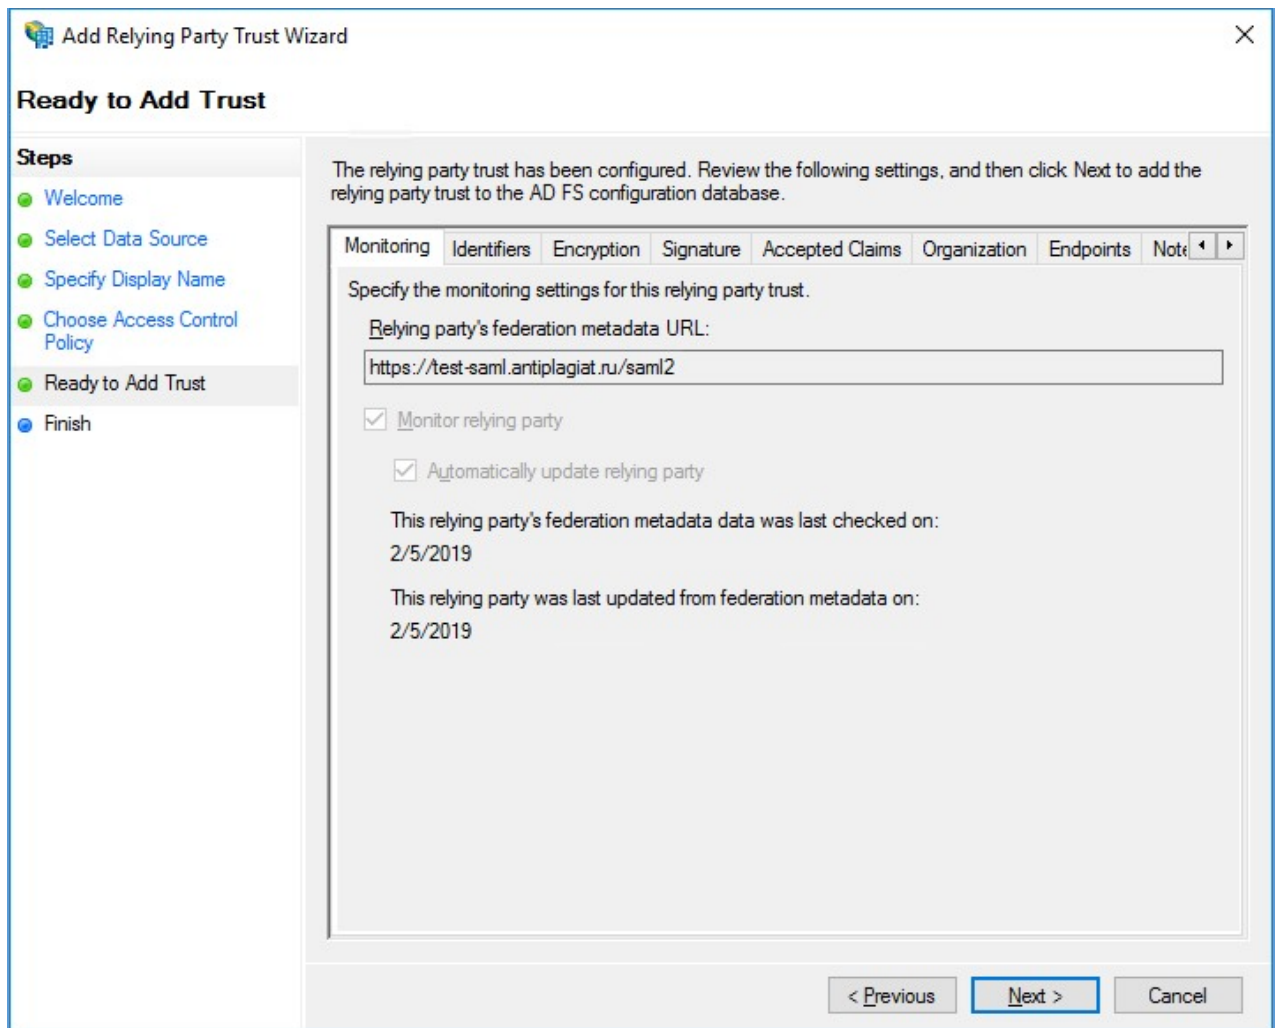 Add Relying Party Trust Wizard
Ready to Add Trust
Steps
Welcome
Select Data Source
Specify Display Name
Choose Access Control
Policy
Ready to Add Trust
Finish
The relying party trust has been configured. Review the following settings, and then click Next to add the
relying party trust to the AD FS configuration database.
Monitoring Identifiers Encryption Signature Accepted Claims Organization Endpoints Note
Specify the monitoring settings for this relying party trust.
Relying party's federation metadata URL:
https://test-saml.antiplagiat.ru/saml2
Monitor relying party
Automatically update relying party
This relying party's federation metadata data was last checked on:
2/5/2019
This relying party was last updated from federation metadata on:
2/5/2019
< Previous Next > Cancel